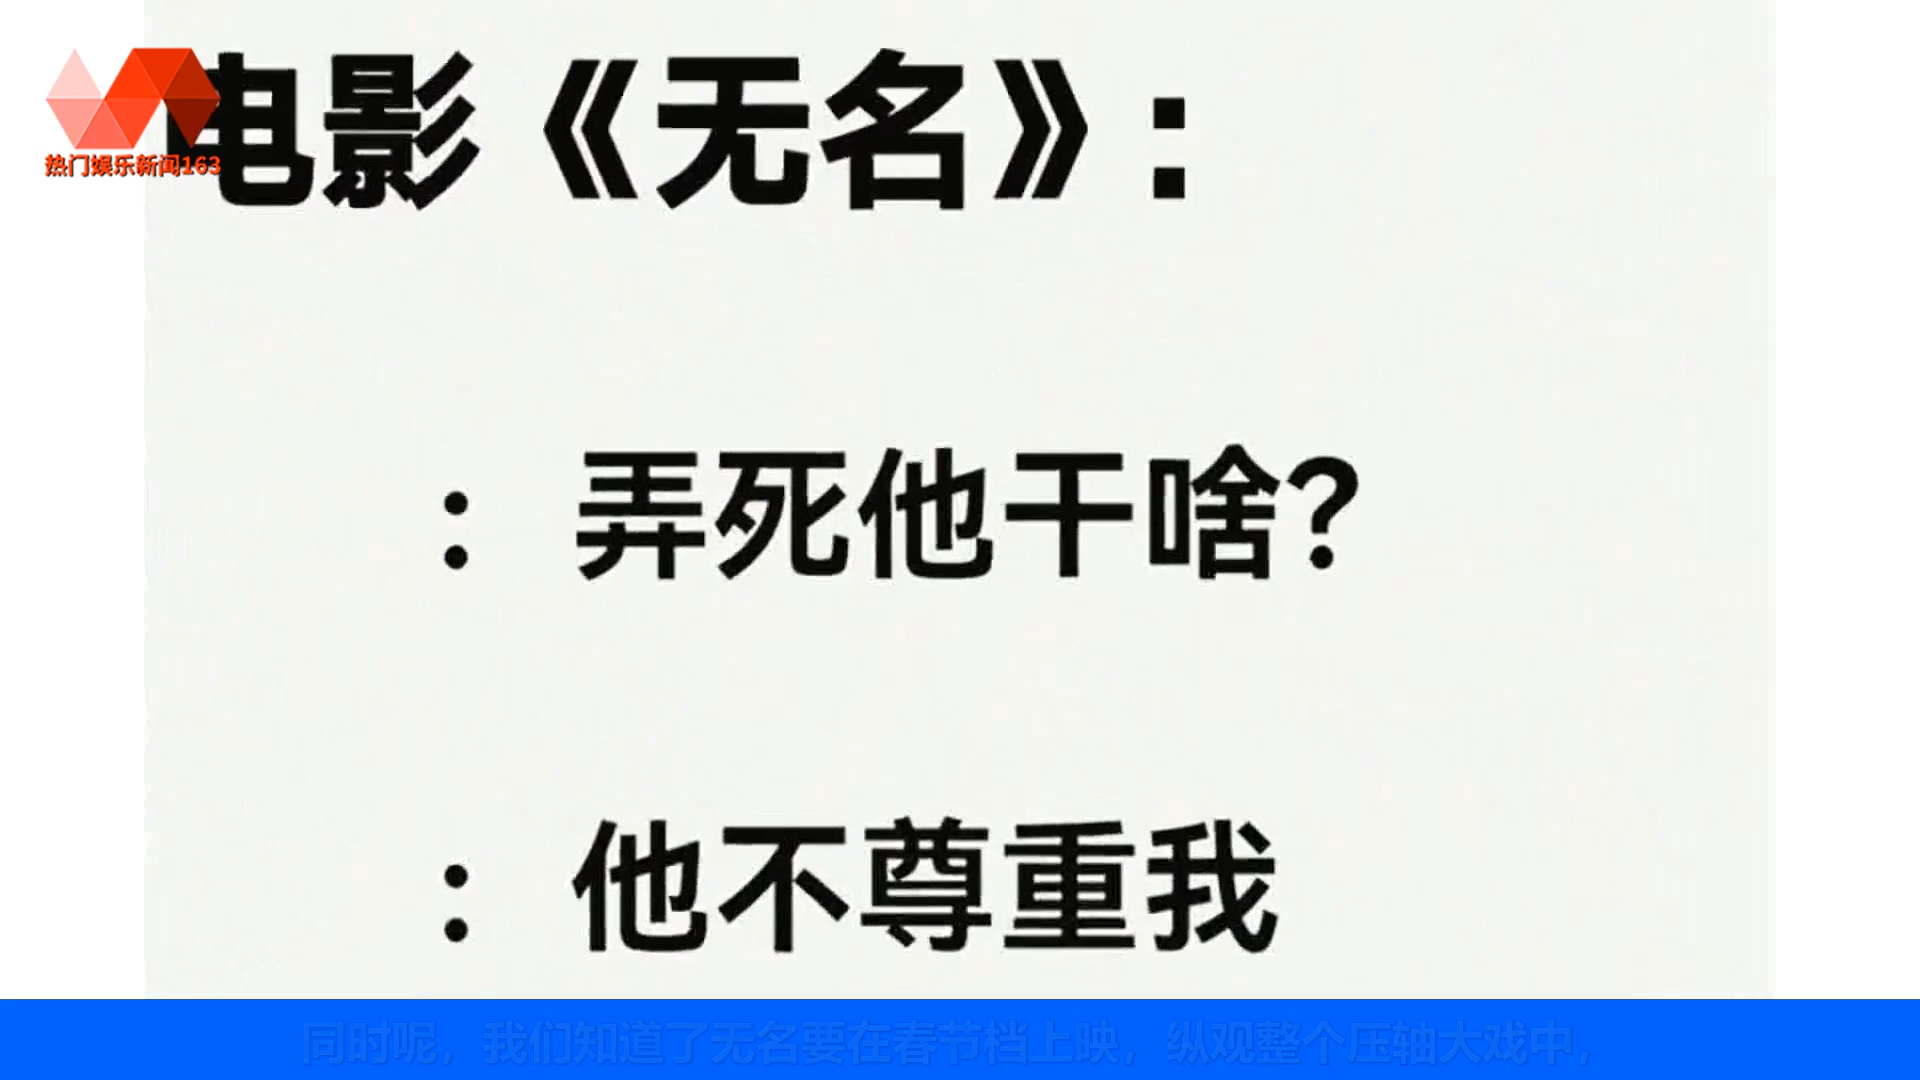 电影《无名》:
热门娱乐新闻163
: 弄死他干啥?
: 他不尊重我
同时呢，我们知道了无名要在春节档上映，纵观整个压轴大戏中，